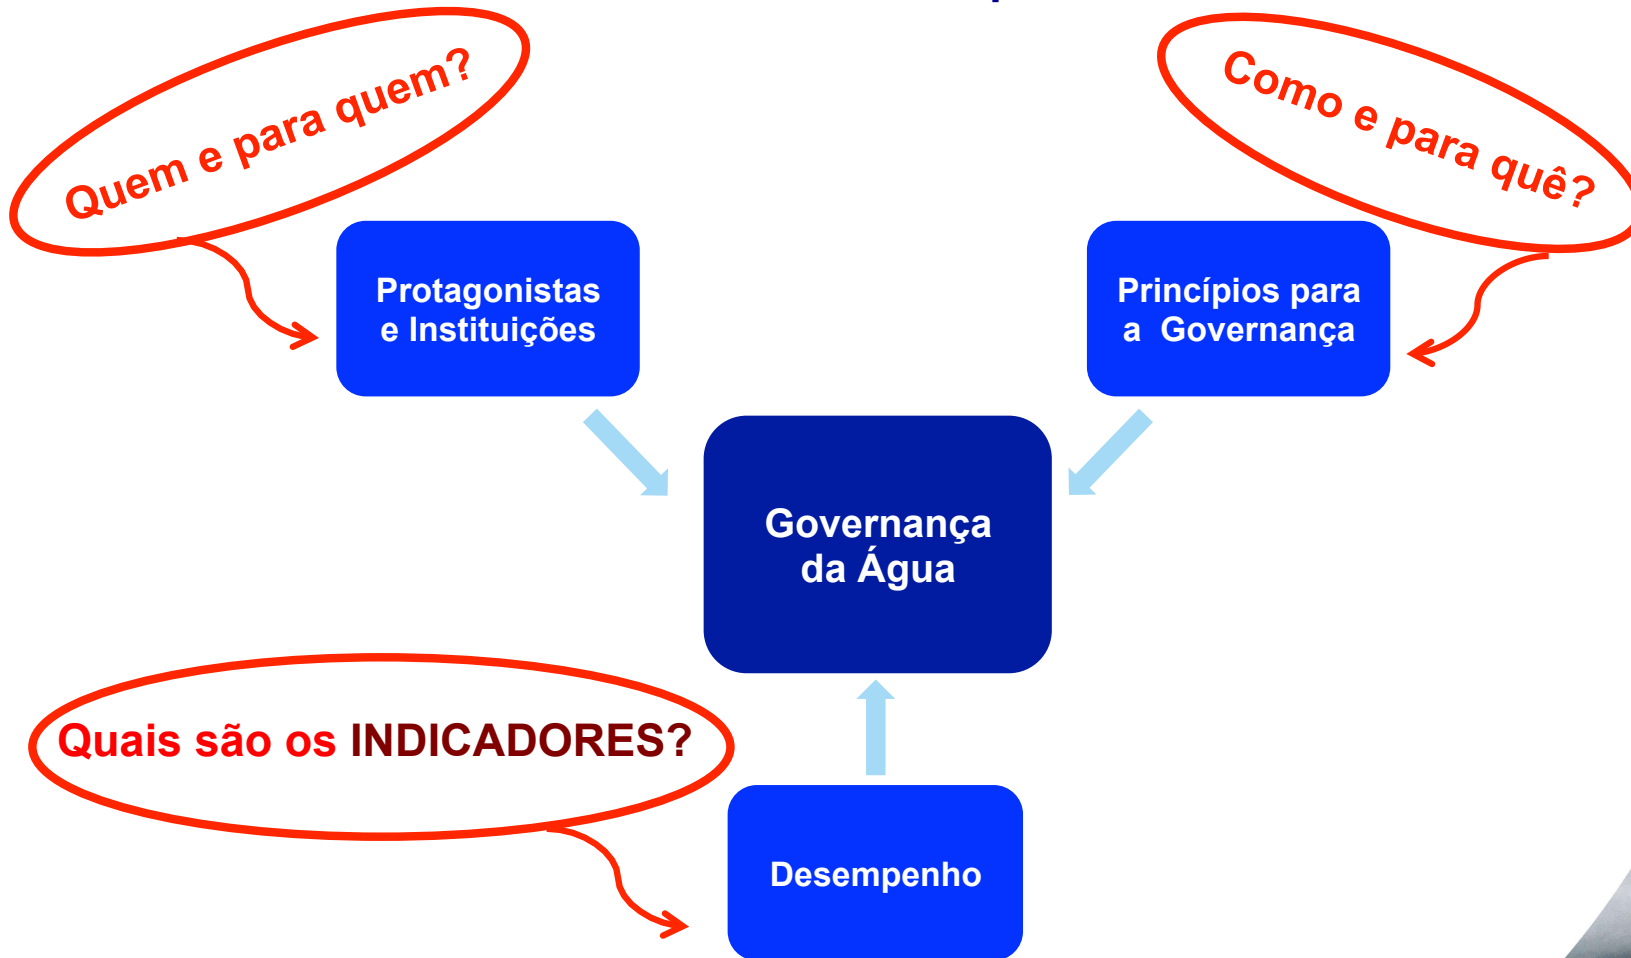 Quem e para quem?
Como e para quê?
Protagonistas
e Instituições
Princípios para
a Governança
Governança
da Água
Quais são os INDICADORES?
Desempenho